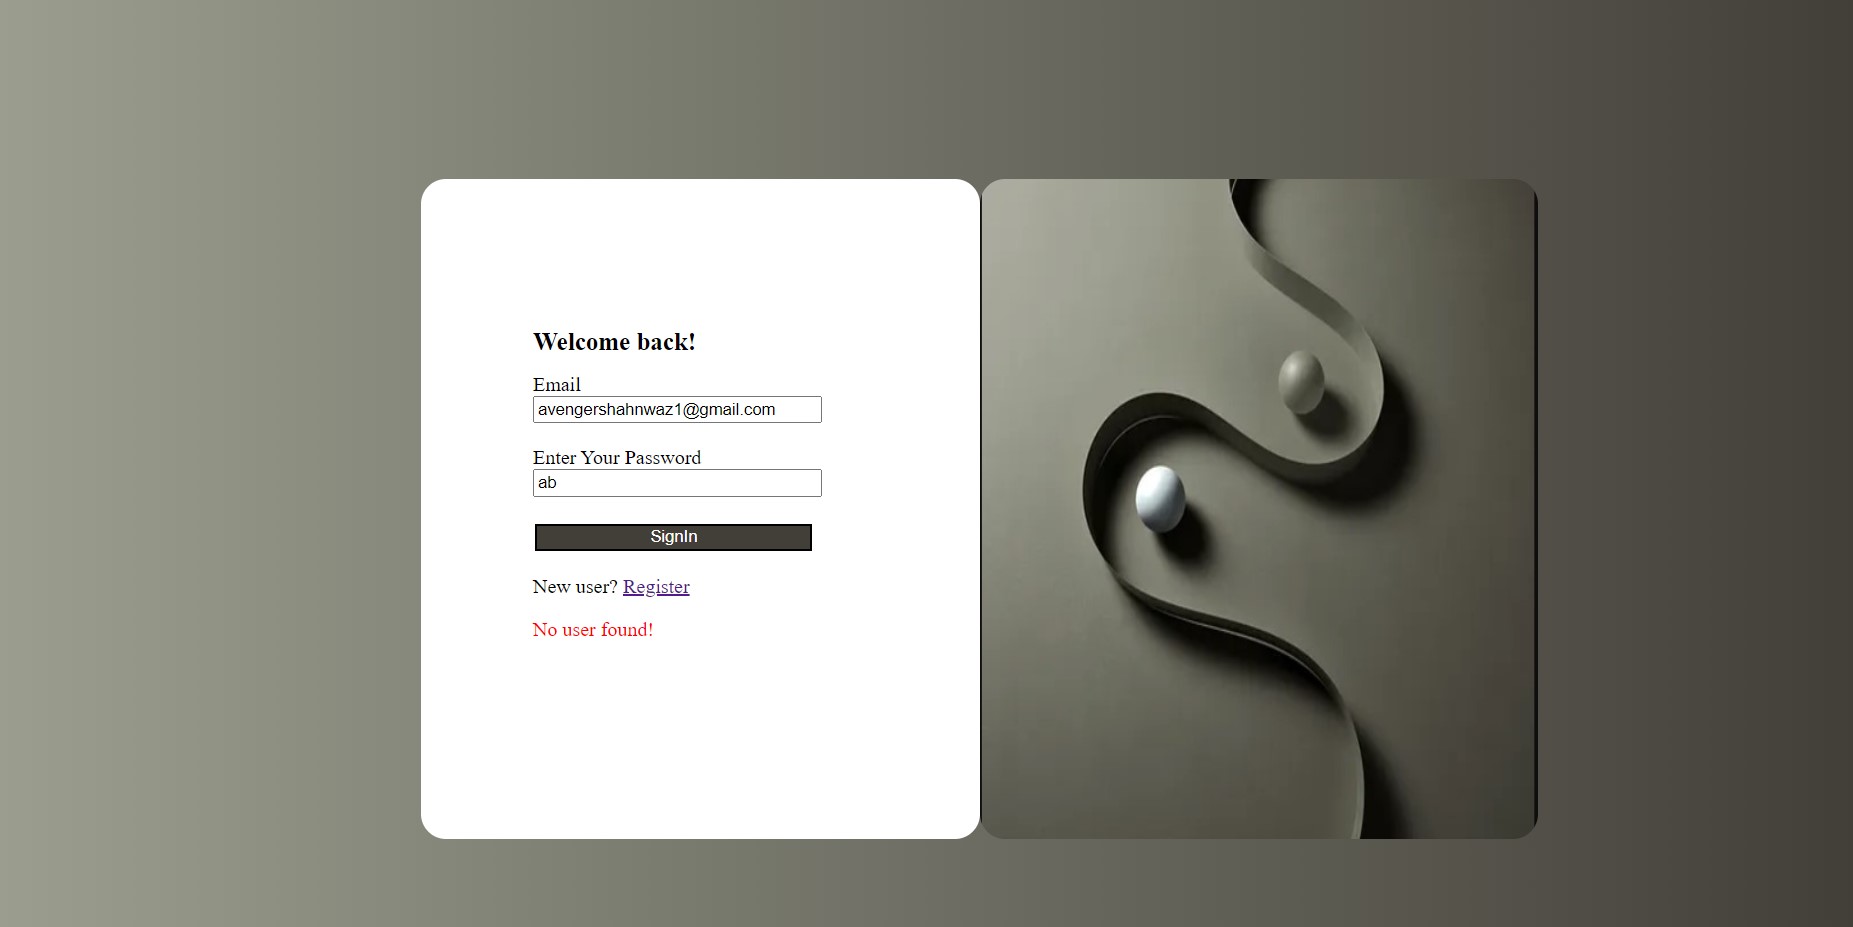 Welcome back!
Email
avengershahnwaz1@gmail.com
Enter Your Password
ab
SignIn
New user? Register
No user found!